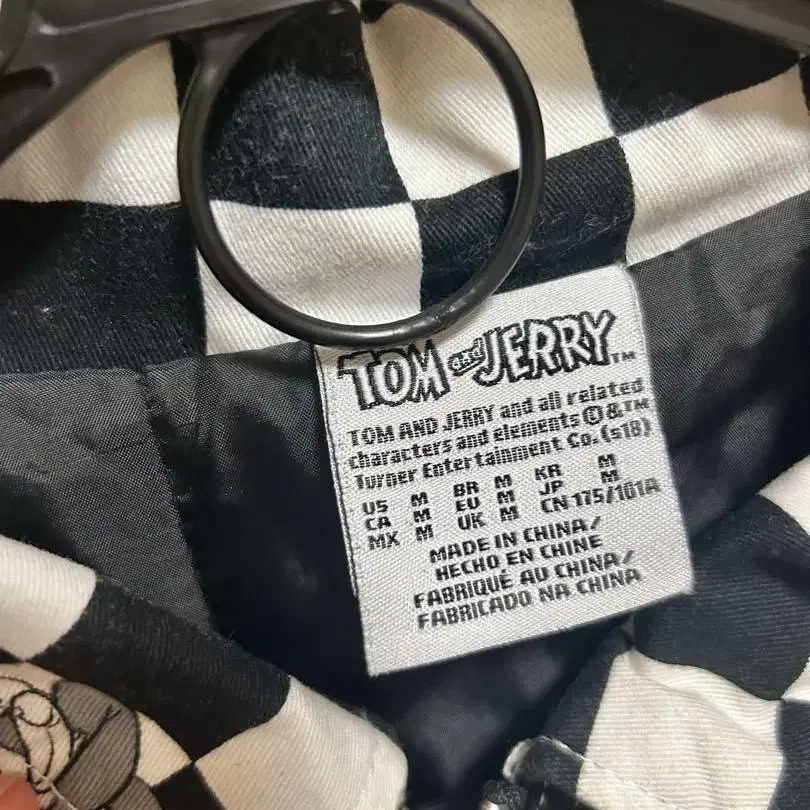 TOM and JERRY™
TOM AND JERRY and all related
characters and elements © &™
Turner Entertainment Co. (s18)
US M BR M KR M
CA M EU M JP M
MX M UK M CN 175/101A
MADE IN CHINA/
HECHO EN CHINE/
FABRIQUÉ AU CHINA/
FABRICADO NA CHINA